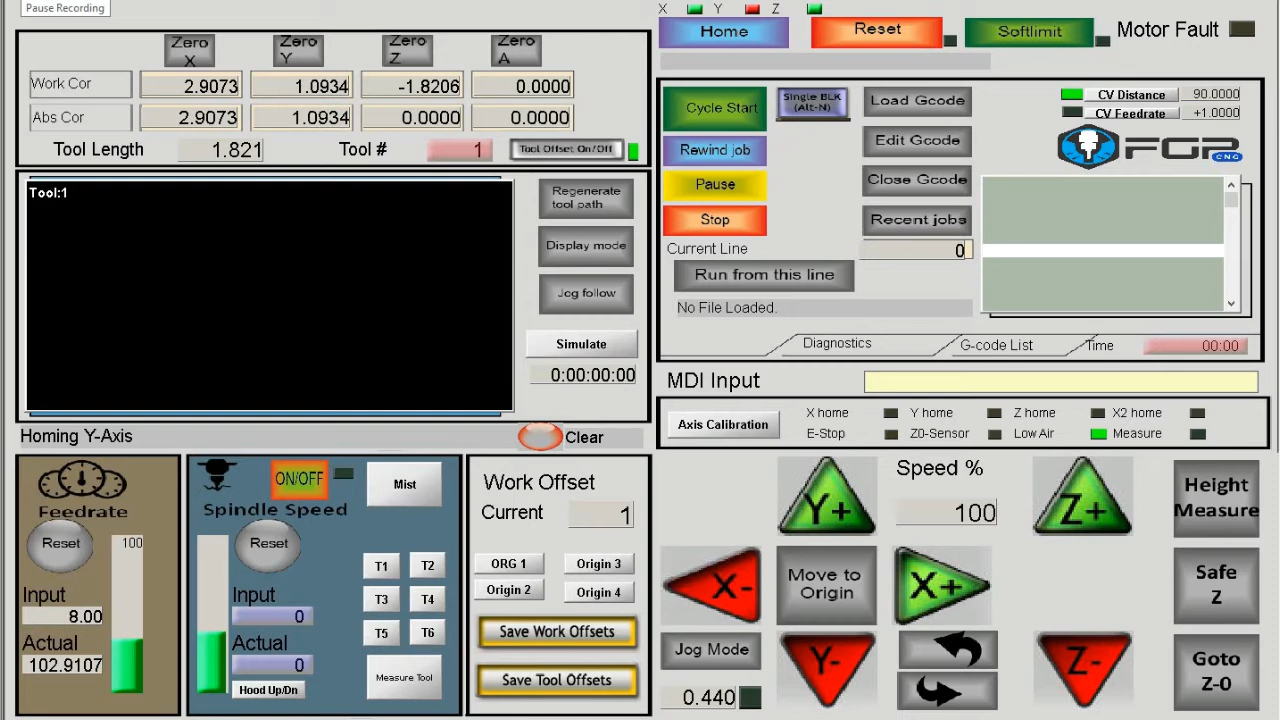 Pause Recording
X Y Z
Home Reset Softlimit Motor Fault
Zero X Zero Y Zero Z Zero A
Work Cor 2.9073 1.0934 -1.8206 0.0000
Abs Cor 2.9073 1.0934 0.0000 0.0000
Tool Length 1.821 Tool # 1 Tool Offset On/Off
Tool:1
Regenerate
tool path
Display mode
Jog follow
Simulate
0:00:00:00
Cycle Start
Single BLK
(Alt-N)
Load Gcode
CV Distance 90.0000
CV Feedrate +1.0000
Rewind job
Edit Gcode
FGP
CNC
Pause
Close Gcode
Stop
Recent jobs
Current Line 0
Run from this line
No File Loaded.
Diagnostics G-code List Time 00:00
MDI Input
Axis Calibration
X home Y home Z home X2 home
E-Stop Z0-Sensor Low Air Measure
Homing Y-Axis Clear
Feedrate
Reset
100
Input
8.00
Actual
102.9107
ON/OFF
Mist
Spindle Speed
Reset
Input
0
Actual
0
Hood Up/Dn
T1 T2
T3 T4
T5 T6
Measure Tool
Work Offset
Current 1
ORG 1 Origin 3
Origin 2 Origin 4
Save Work Offsets
Save Tool Offsets
Y+
Speed %
100
Z+
Height
Measure
X-
Move to
Origin
X+
Safe
Z
Jog Mode
0.440
Y-
Z-
Goto
Z-0